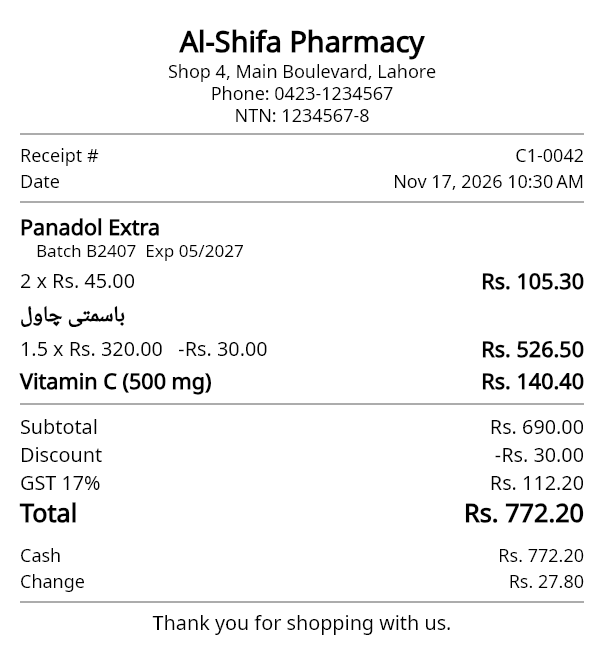 Al-Shifa Pharmacy
Shop 4, Main Boulevard, Lahore
Phone: 0423-1234567
NTN: 1234567-8
Receipt # C1-0042
Date Nov 17, 2026 10:30 AM
Panadol Extra
Batch B2407 Exp 05/2027
2 x Rs. 45.00 Rs. 105.30
باسمتی چاول
1.5 x Rs. 320.00 -Rs. 30.00 Rs. 526.50
Vitamin C (500 mg) Rs. 140.40
Subtotal Rs. 690.00
Discount -Rs. 30.00
GST 17% Rs. 112.20
Total Rs. 772.20
Cash Rs. 772.20
Change Rs. 27.80
Thank you for shopping with us.